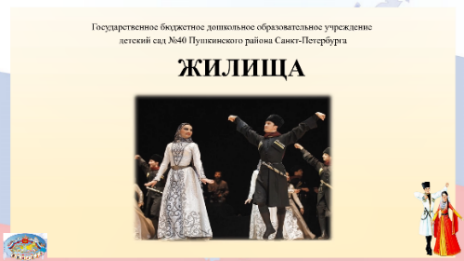 Государственное бюджетное дошкольное образовательное учреждение
детский сад №40 Пушкинского района Санкт-Петербурга
ЖИЛИЩА